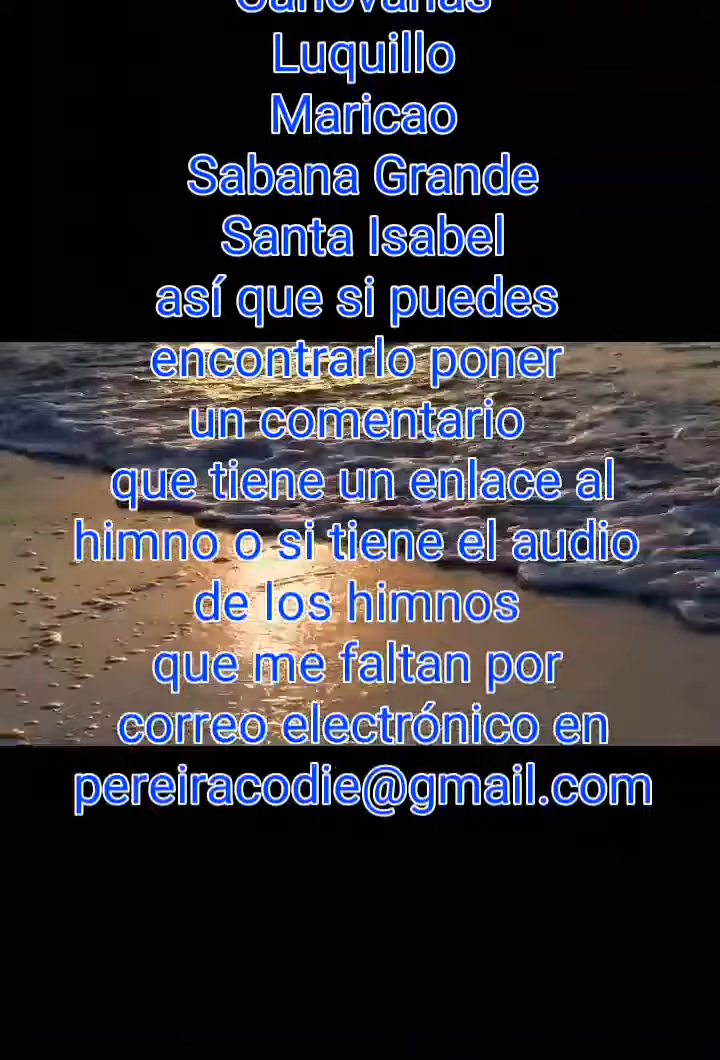 Canóvanas
Luquillo
Maricao
Sabana Grande
Santa Isabel
así que si puedes
encontrarlo poner
un comentario
que tiene un enlace al
himno o si tiene el audio
de los himnos
que me faltan por
correo electrónico en
pereiracodie@gmail.com